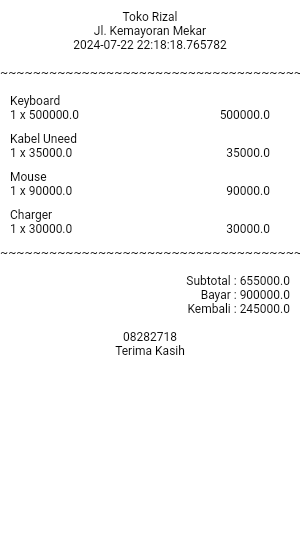 Toko Rizal
Jl. Kemayoran Mekar
2024-07-22 22:18:18.765782
~~~~~~~~~~~~~~~~~~~~~~~~~~~~~~~~~~~~~
Keyboard
1 x 500000.0 500000.0
Kabel Uneed
1 x 35000.0 35000.0
Mouse
1 x 90000.0 90000.0
Charger
1 x 30000.0 30000.0
~~~~~~~~~~~~~~~~~~~~~~~~~~~~~~~~~~~~~
Subtotal : 655000.0
Bayar : 900000.0
Kembali : 245000.0
08282718
Terima Kasih